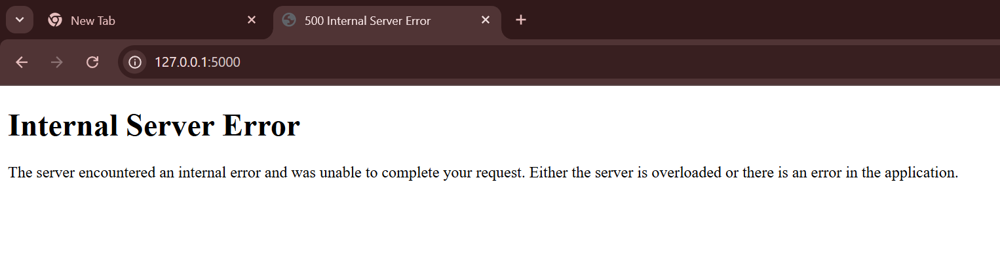 New Tab
500 Internal Server Error
127.0.0.1:5000
Internal Server Error
The server encountered an internal error and was unable to complete your request. Either the server is overloaded or there is an error in the application.